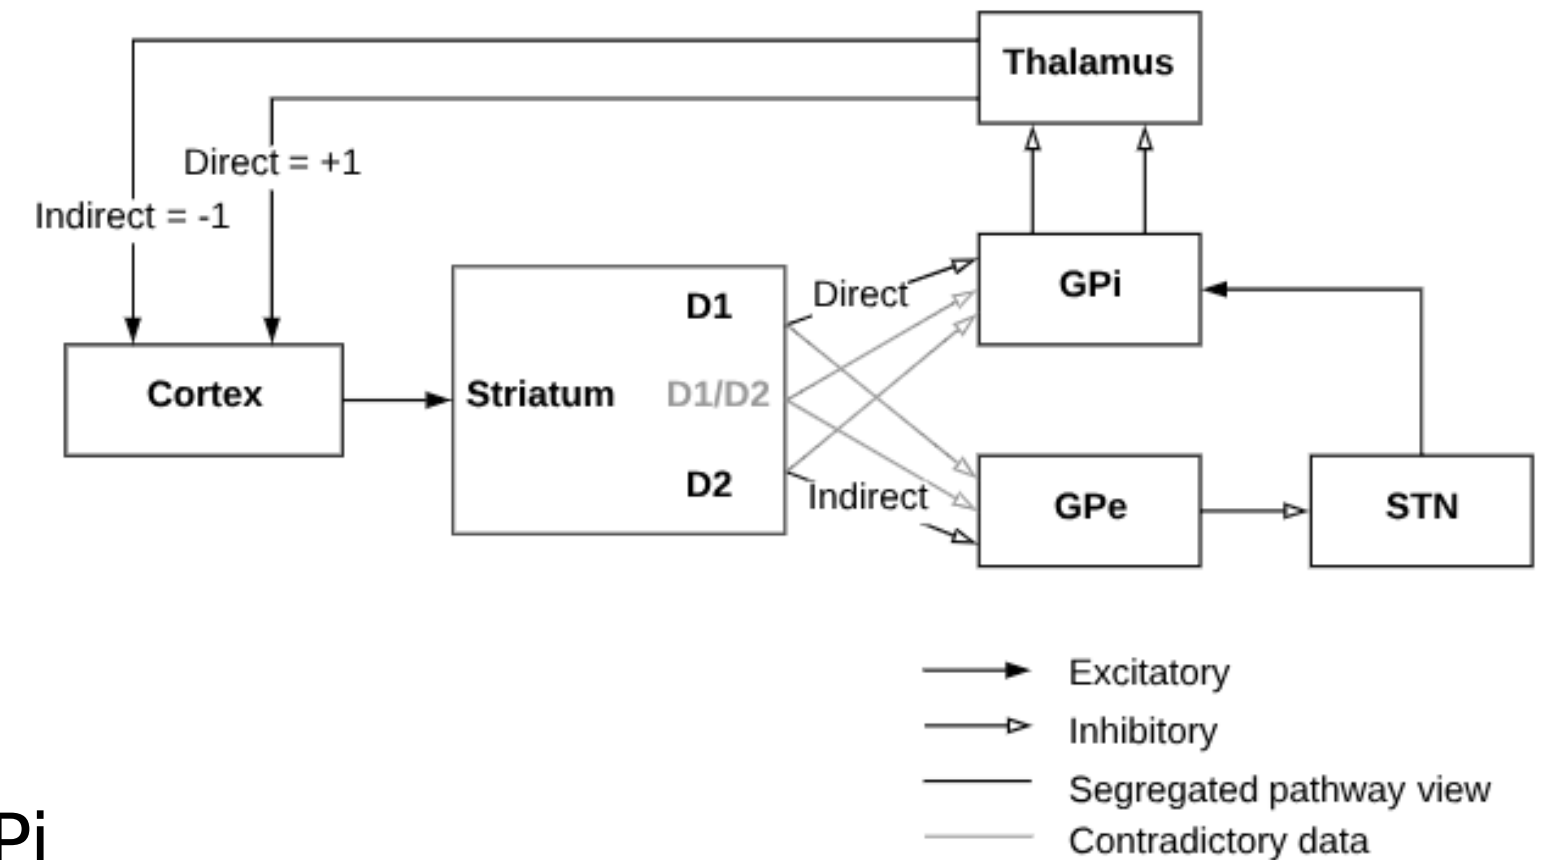 Thalamus
Direct = +1
Indirect = -1
D1
Direct
GPi
Cortex
Striatum
D1/D2
D2
Indirect
GPe
STN
Excitatory
Inhibitory
Segregated pathway view
Contradictory data
Pi